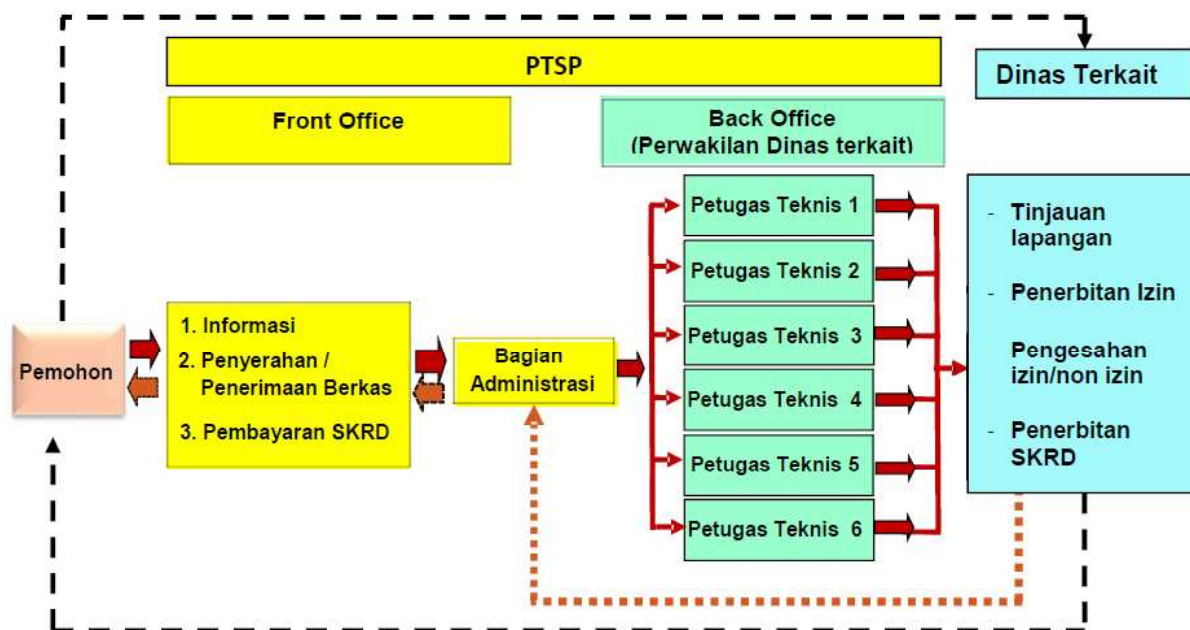 PTSP
Dinas Terkait
Front Office
Back Office
(Perwakilan Dinas terkait)
Pemohon
1. Informasi
2. Penyerahan /
Penerimaan Berkas
3. Pembayaran SKRD
Bagian
Administrasi
Petugas Teknis 1
Petugas Teknis 2
Petugas Teknis 3
Petugas Teknis 4
Petugas Teknis 5
Petugas Teknis 6
- Tinjauan
lapangan
- Penerbitan Izin
Pengesahan
izin/non izin
- Penerbitan
SKRD